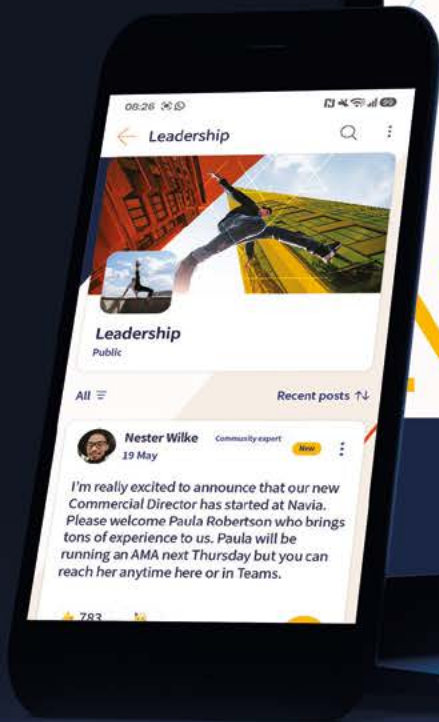 08:26
Leadership
Leadership
Public
All
Recent posts
Nester Wilke Community expert
New
19 May
I'm really excited to announce that our new
Commercial Director has started at Navia.
Please welcome Paula Robertson who brings
tons of experience to us. Paula will be
running an AMA next Thursday but you can
reach her anytime here or in Teams.
783